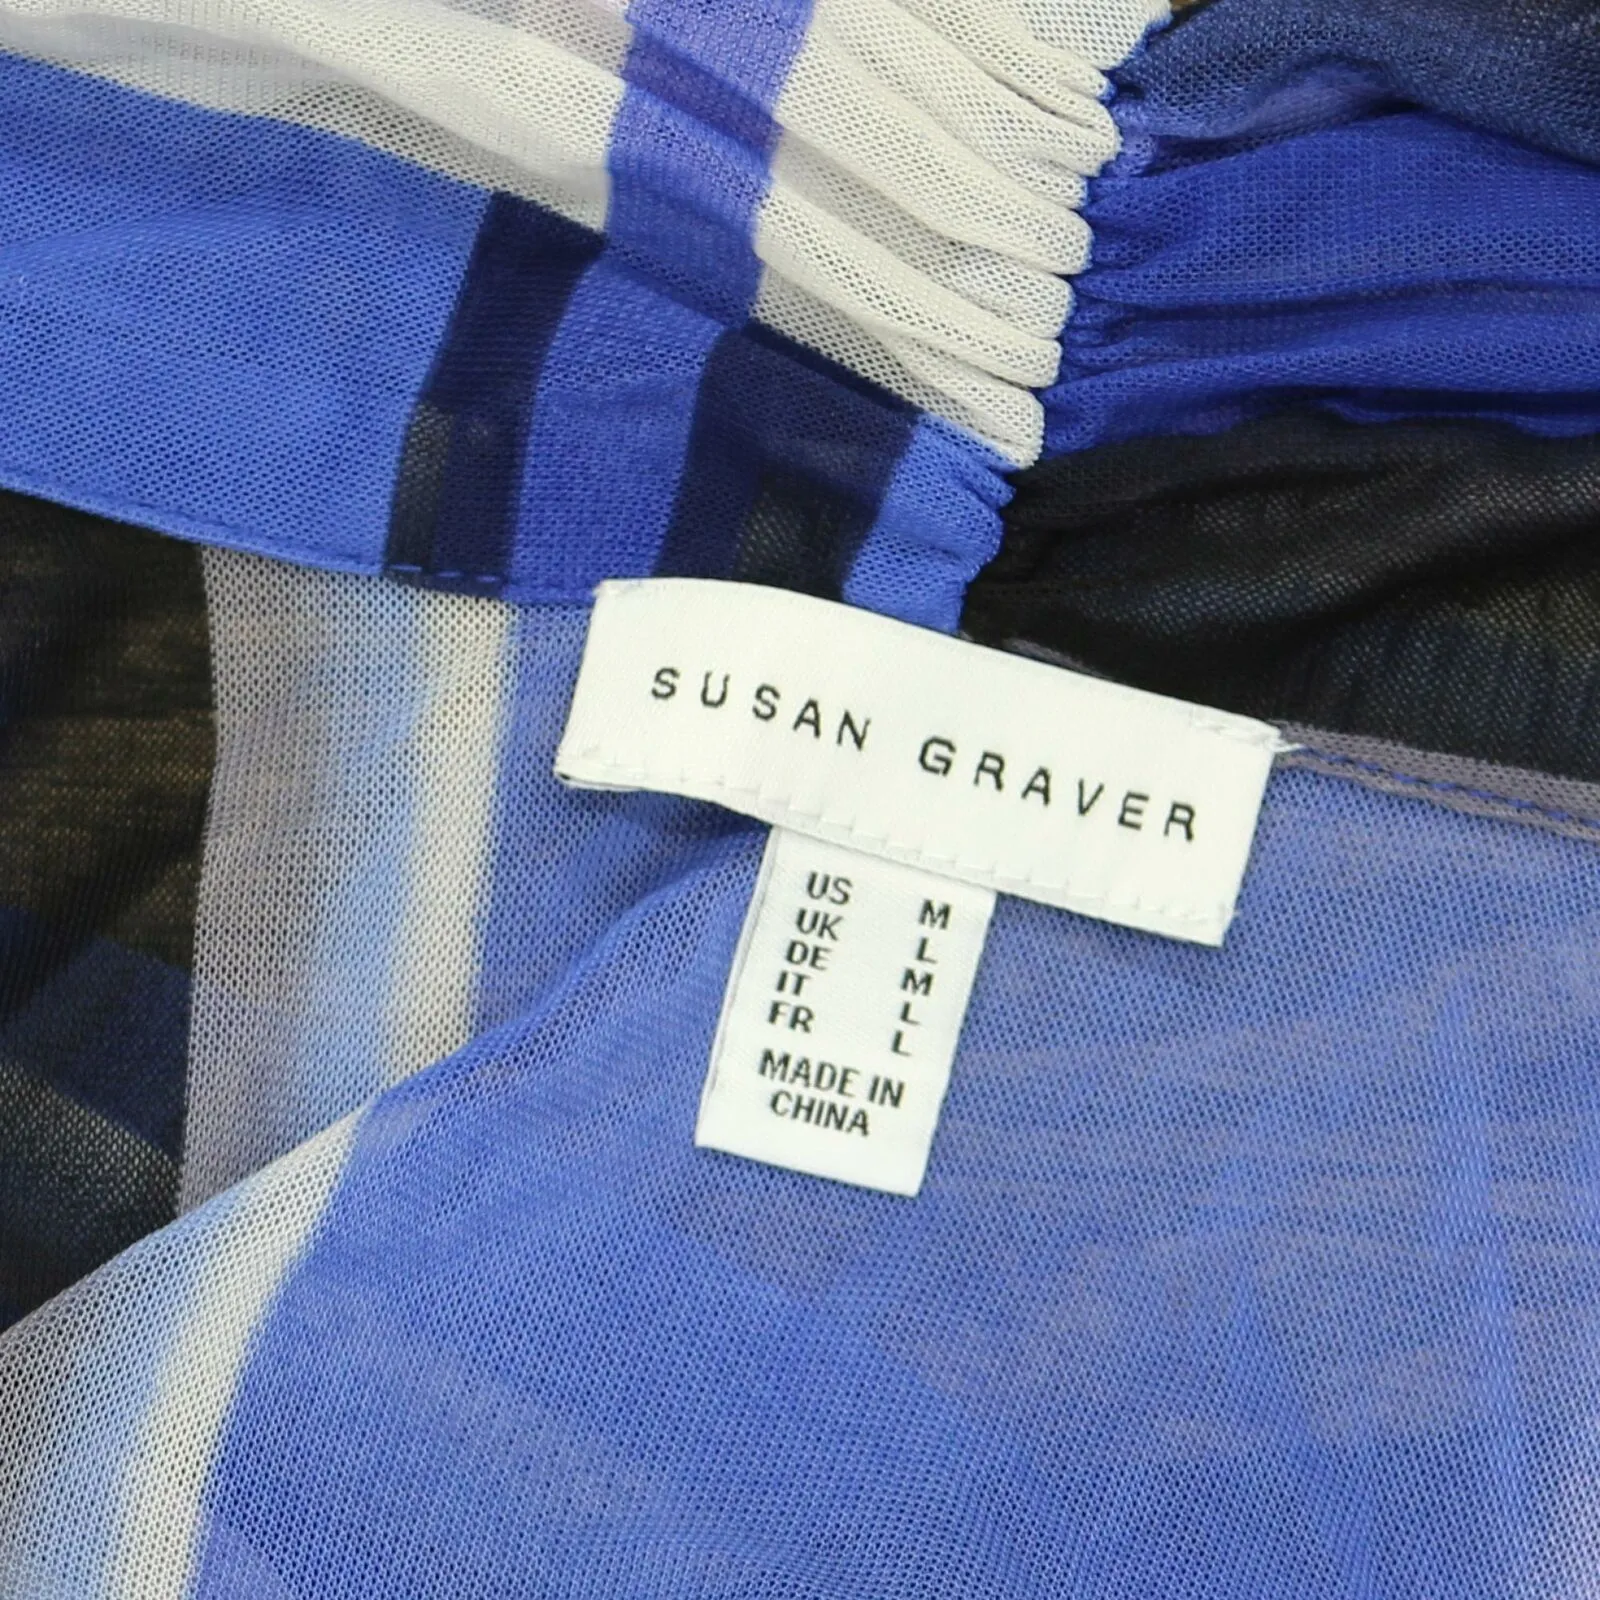 SUSAN GRAVER
US M
UK L
DE M
IT L
FR L
MADE IN
CHINA